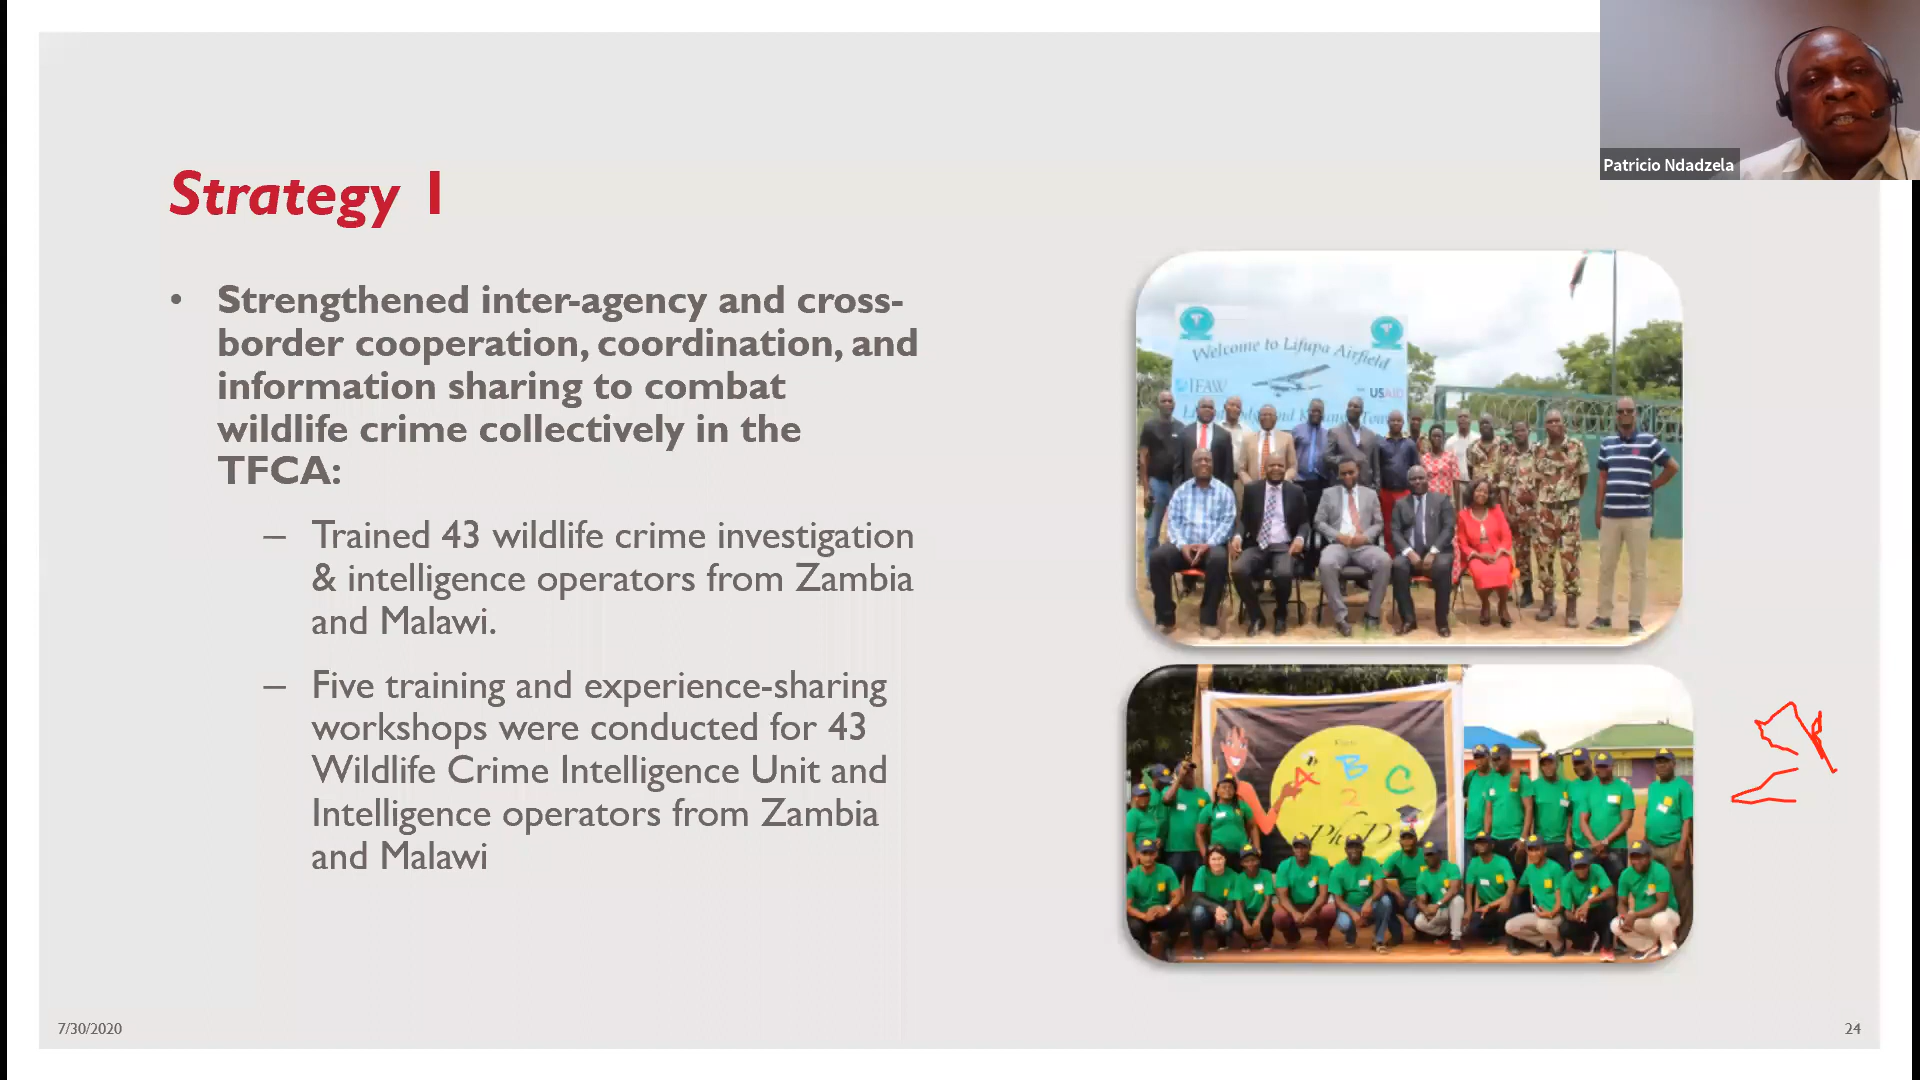 Patricio Ndadzela
Strategy 1
• Strengthened inter-agency and cross-
border cooperation, coordination, and
information sharing to combat
wildlife crime collectively in the
TFCA:
– Trained 43 wildlife crime investigation
& intelligence operators from Zambia
and Malawi.
– Five training and experience-sharing
workshops were conducted for 43
Wildlife Crime Intelligence Unit and
Intelligence operators from Zambia
and Malawi
Welcome to Lifupa Airfield
IFAW
USAID
A B C
2
Ph.D
7/30/2020
24